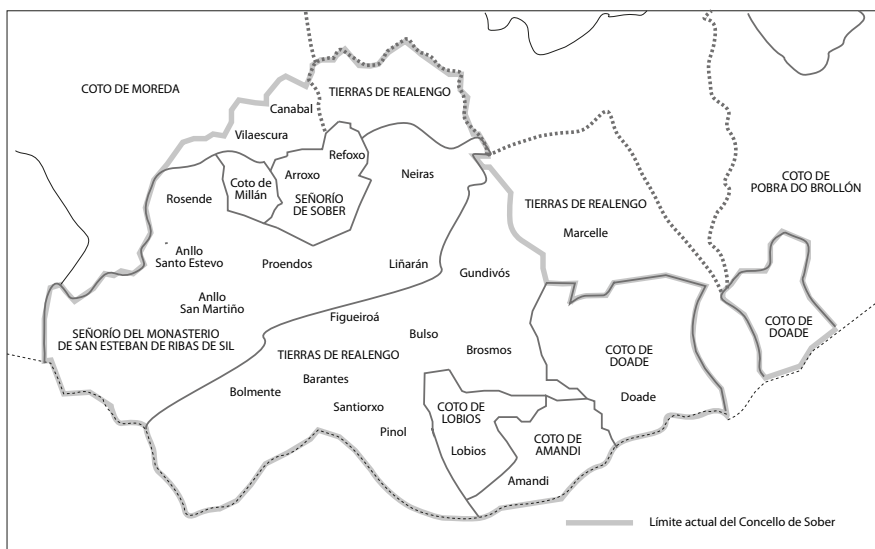 COTO DE MOREDA
TIERRAS DE REALENGO
Canabal
Vilaescura
Refoxo
Arroxo
Neiras
Coto de
Millán
SEÑORÍO
DE SOBER
Rosende
COTO DE
POBRA DO BROLLÓN
TIERRAS DE REALENGO
Marcelle
Anllo
Santo Estevo
Proendos
Liñarán
Gundivós
Anllo
San Martiño
Figueiroá
SEÑORÍO DEL MONASTERIO
DE SAN ESTEBAN DE RIBAS DE SIL
Bulso
TIERRAS DE REALENGO
Brosmos
COTO DE
DOADE
COTO DE
DOADE
Barantes
Bolmente
Doade
Santiorxo
COTO DE
LOBIOS
Pinol
Lobios
COTO DE
AMANDI
Amandi
Límite actual del Concello de Sober